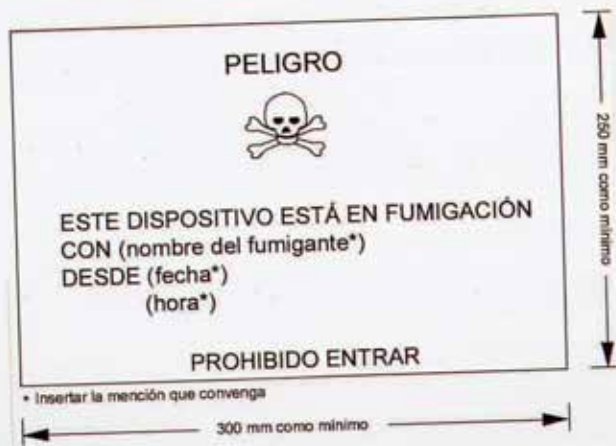 PELIGRO
ESTE DISPOSITIVO ESTÁ EN FUMIGACIÓN
CON (nombre del fumigante*)
DESDE (fecha*)
(hora*)
PROHIBIDO ENTRAR
* Insertar la mención que convenga
300 mm como mínimo
250 mm como mínimo